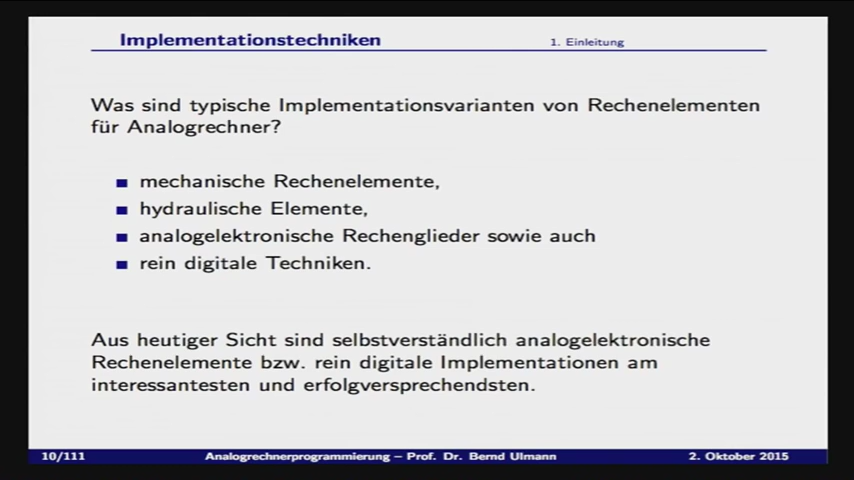 Implementationstechniken 1. Einleitung
Was sind typische Implementationsvarianten von Rechenelementen
für Analogrechner?
mechanische Rechenelemente,
hydraulische Elemente,
analogelektronische Rechenglieder sowie auch
rein digitale Techniken.
Aus heutiger Sicht sind selbstverständlich analogelektronische
Rechenelemente bzw. rein digitale Implementationen am
interessantesten und erfolgversprechendsten.
10/111 Analogrechnerprogrammierung – Prof. Dr. Bernd Ulmann 2. Oktober 2015